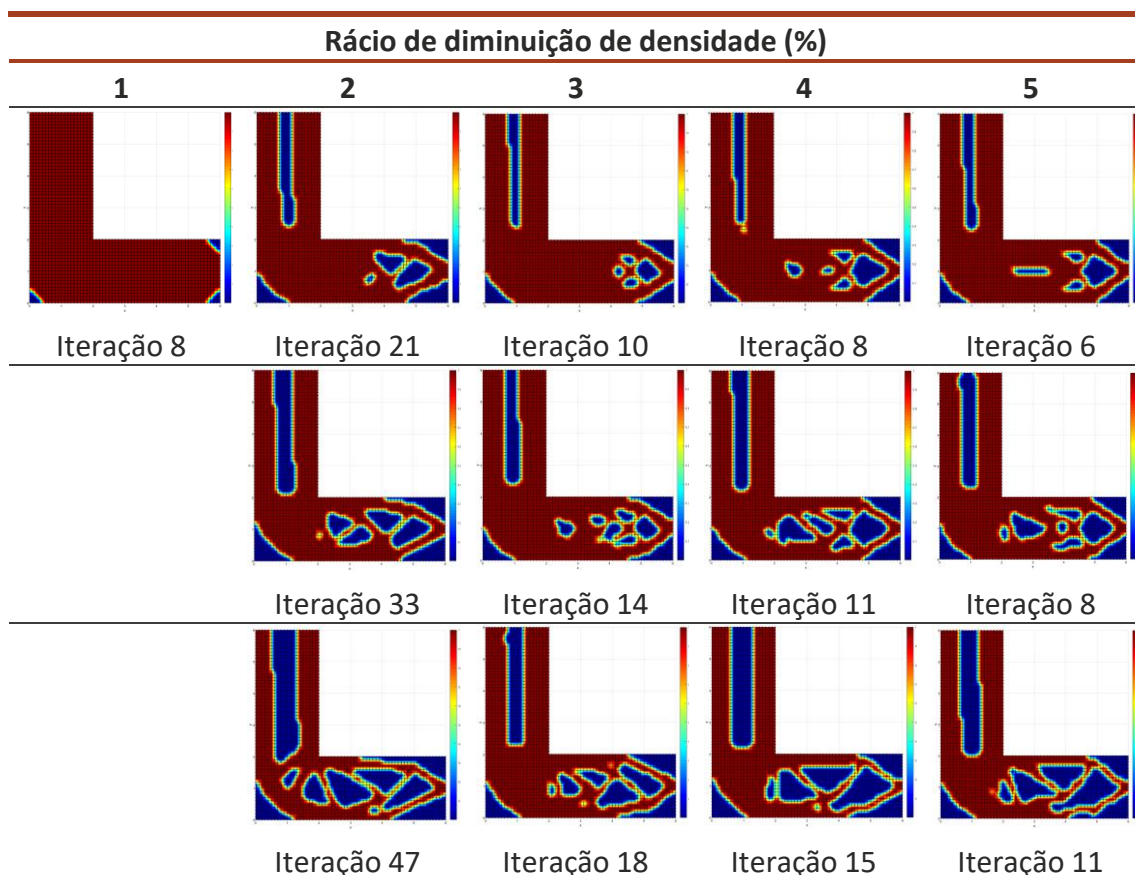 Rácio de diminuição de densidade (%)
1 2 3 4 5
Iteração 8 Iteração 21 Iteração 10 Iteração 8 Iteração 6
Iteração 33 Iteração 14 Iteração 11 Iteração 8
Iteração 47 Iteração 18 Iteração 15 Iteração 11